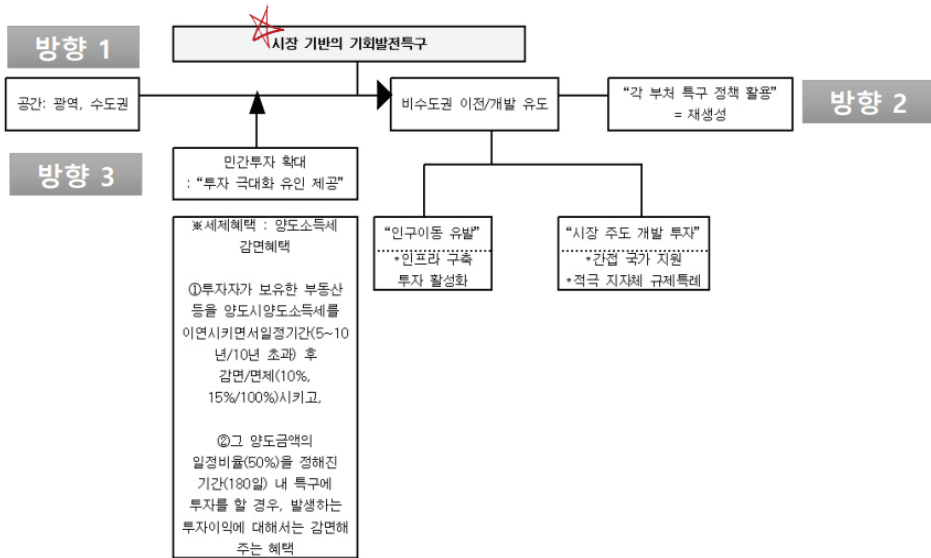 방향 1
시장 기반의 기회발전특구
공간: 광역, 수도권
비수도권 이전/개발 유도
“각 부처 특구 정책 활용”
= 재생성
방향 2
방향 3
민간투자 확대
: “투자 극대화 유인 제공”
※세제혜택 : 양도소득세
감면혜택
①투자자가 보유한 부동산
등을 양도시양도소득세를
이연시키면서일정기간(5~10
년/10년 초과) 후
감면/면제(10%,
15%/100%)시키고,
②그 양도금액의
일정비율(50%)을 정해진
기간(180일) 내 특구에
투자를 할 경우, 발생하는
투자이익에 대해서는 감면해
주는 혜택
“인구이동 유발”
*인프라 구축
투자 활성화
“시장 주도 개발 투자”
*간접 국가 지원
*적극 지자체 규제특례